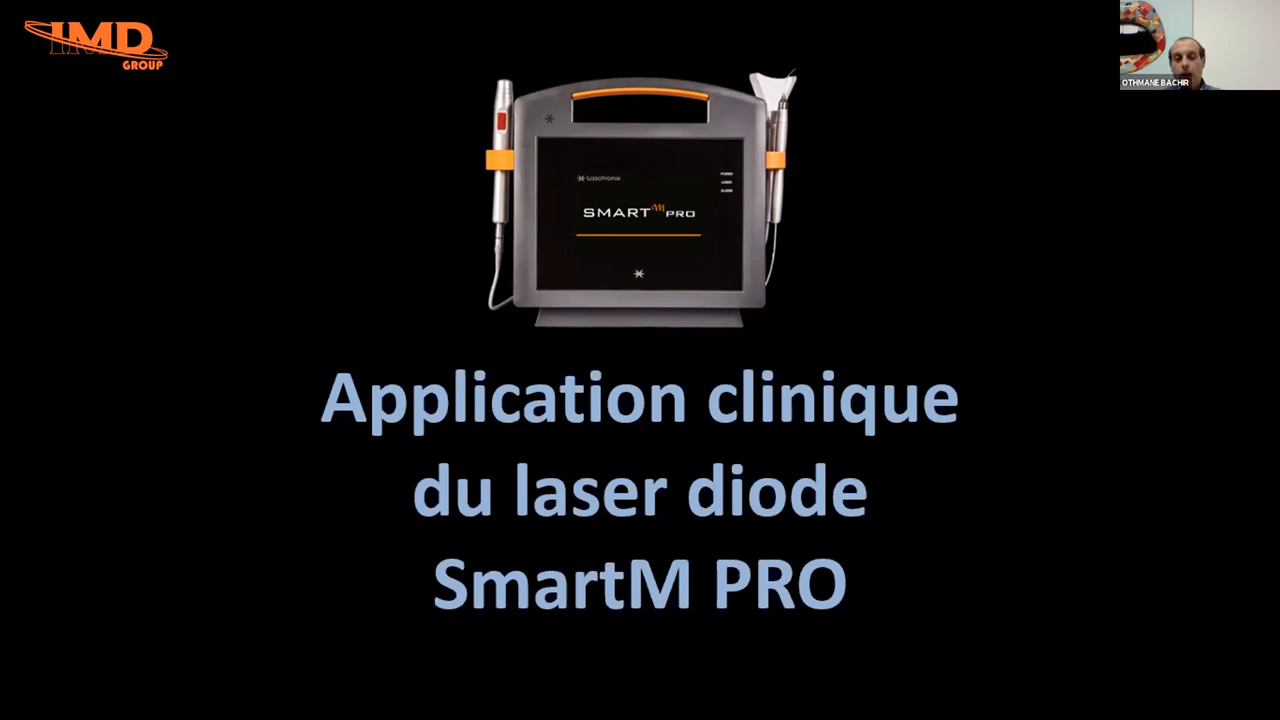 IMD
GROUP
OTHMANE BACHIR
POWER
LASER
ALARM
Lasotronix
SMART M PRO
Application clinique
du laser diode
SmartM PRO